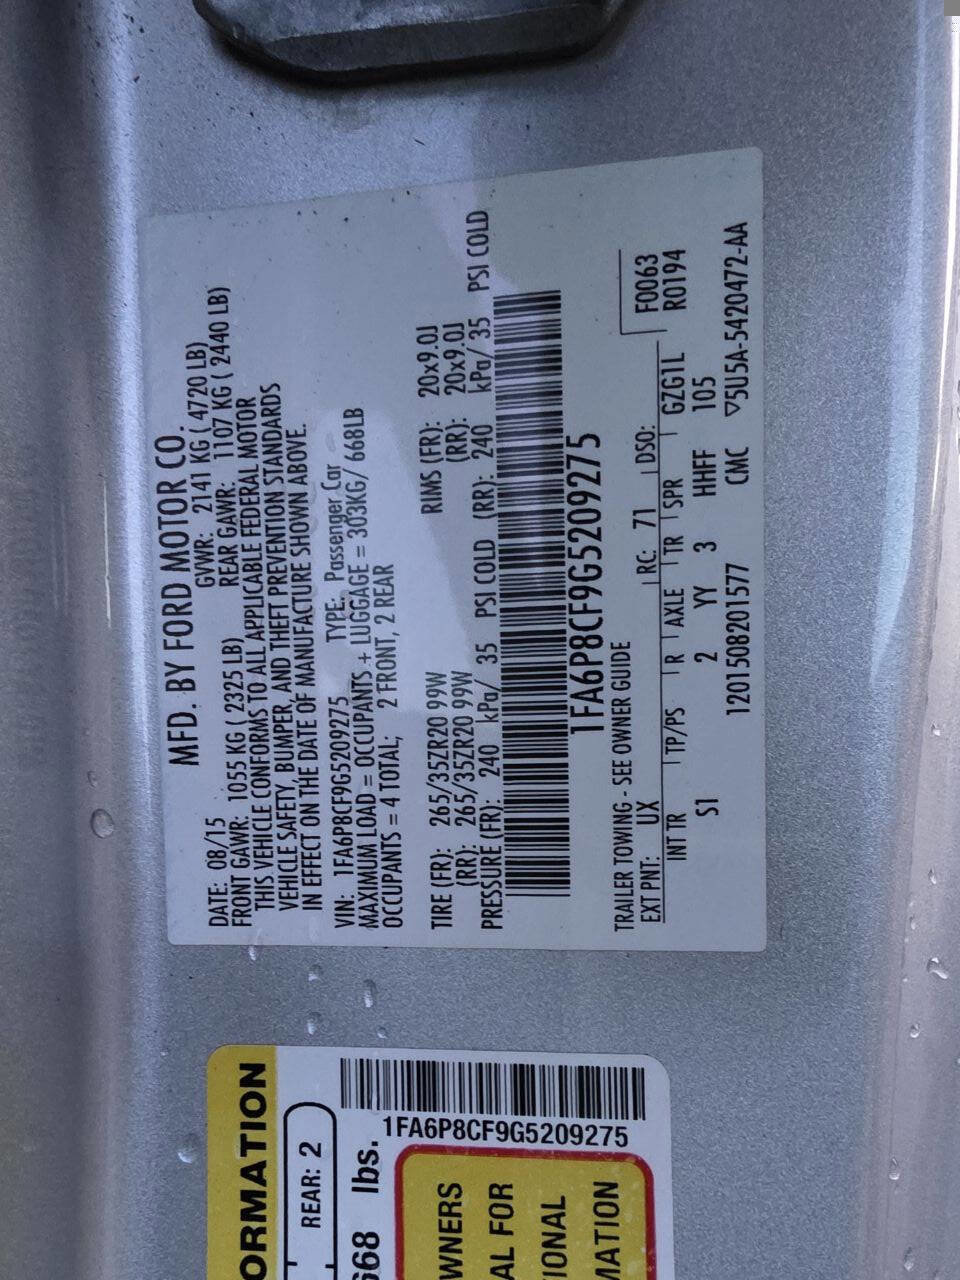 MFD. BY FORD MOTOR CO.
DATE: 08/15 GVWR: 2141 KG ( 4720 LB)
FRONT GAWR: 1055 KG ( 2325 LB) REAR GAWR: 1107 KG ( 2440 LB)
THIS VEHICLE CONFORMS TO ALL APPLICABLE FEDERAL MOTOR
VEHICLE SAFETY, BUMPER, AND THEFT PREVENTION STANDARDS
IN EFFECT ON THE DATE OF MANUFACTURE SHOWN ABOVE.
VIN: 1FA6P8CF9G5209275 TYPE: Passenger Car
MAXIMUM LOAD = OCCUPANTS + LUGGAGE = 303KG/ 668LB
OCCUPANTS = 4 TOTAL; 2 FRONT, 2 REAR
TIRE (FR): 265/35ZR20 99W RIMS (FR): 20x9.0J
(RR): 265/35ZR20 99W (RR): 20x9.0J
PRESSURE (FR): 240 kPa/ 35 PSI COLD (RR): 240 kPa/ 35 PSI COLD
1FA6P8CF9G5209275
TRAILER TOWING - SEE OWNER GUIDE
EXT PNT: UX RC: 71 DSO: F0063
INT TR TP/PS R AXLE TR SPR GZG1L R0194
S1 2 YY 3 HHFF 105
1201508201577 CMC ▽5U5A-5420472-AA
ORMATION
REAR: 2
668 lbs.
1FA6P8CF9G5209275
WNERS
AL FOR
IONAL
MATION